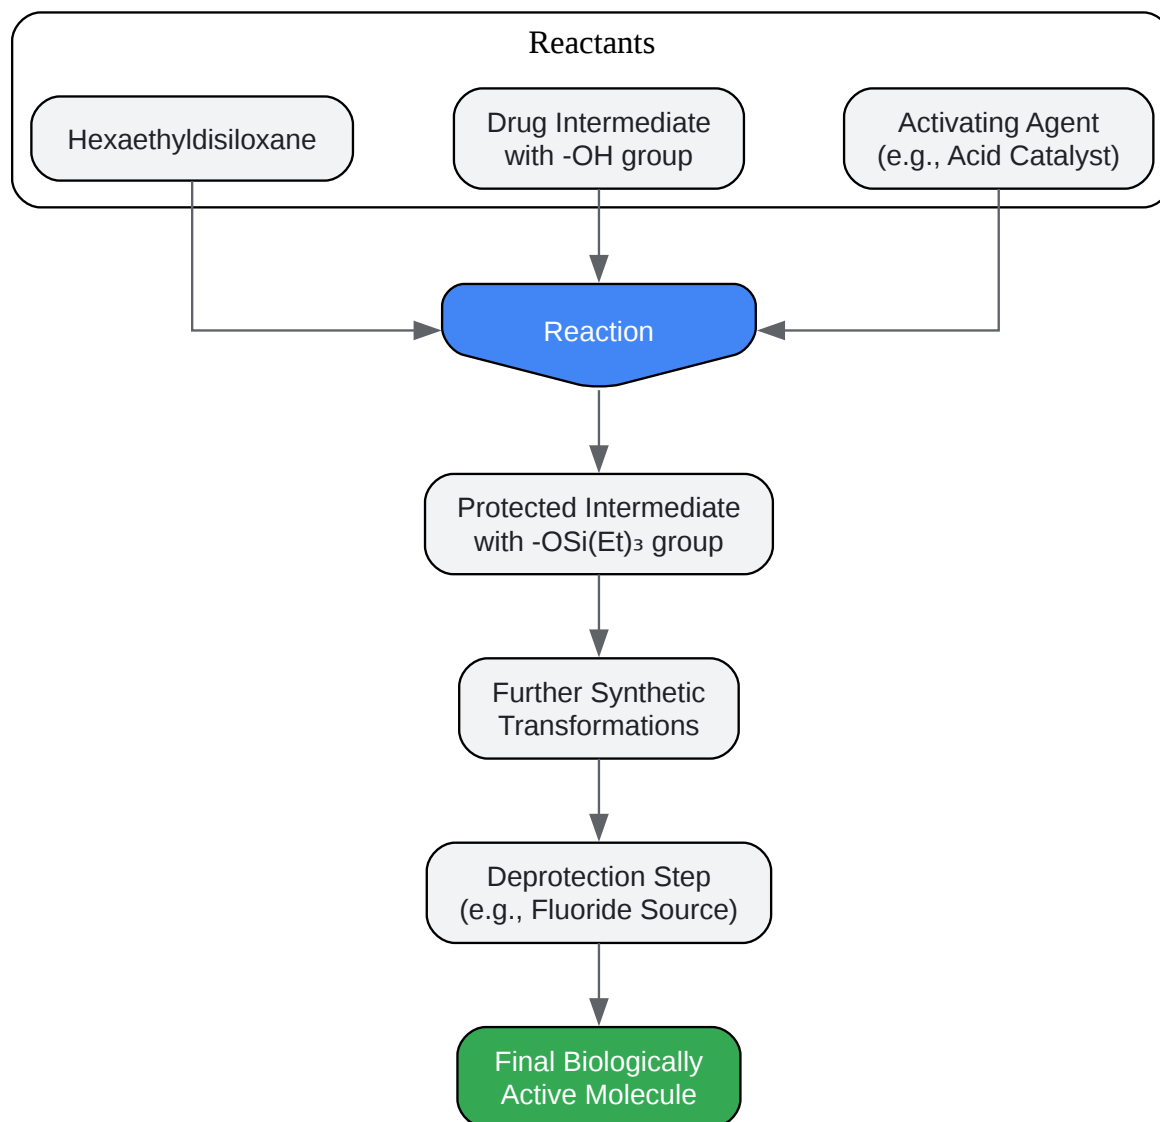 Reactants
Hexaethyldisiloxane
Drug Intermediate
with -OH group
Activating Agent
(e.g., Acid Catalyst)
Reaction
Protected Intermediate
with -OSi(Et)₃ group
Further Synthetic
Transformations
Deprotection Step
(e.g., Fluoride Source)
Final Biologically
Active Molecule